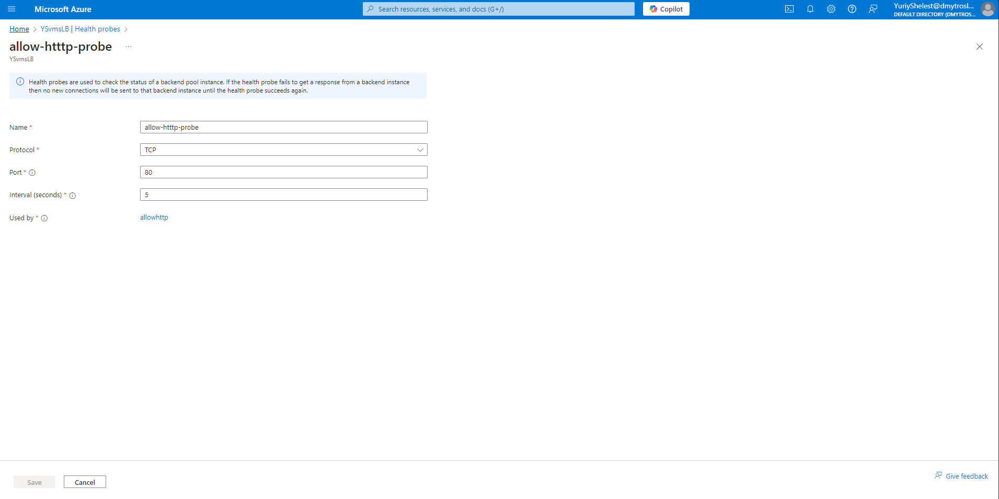 Microsoft Azure
Search resources, services, and docs (G+/)
Copilot
YuriyShelest@dmytrosl...
DEFAULT DIRECTORY (DMYTROS...
Home > YSvmsLB | Health probes >
allow-htttp-probe ...
YSvmsLB
Health probes are used to check the status of a backend pool instance. If the health probe fails to get a response from a backend instance
then no new connections will be sent to that backend instance until the health probe succeeds again.
Name * allow-htttp-probe
Protocol * TCP
Port * 80
Interval (seconds) * 5
Used by * allowhttp
Save Cancel
Give feedback